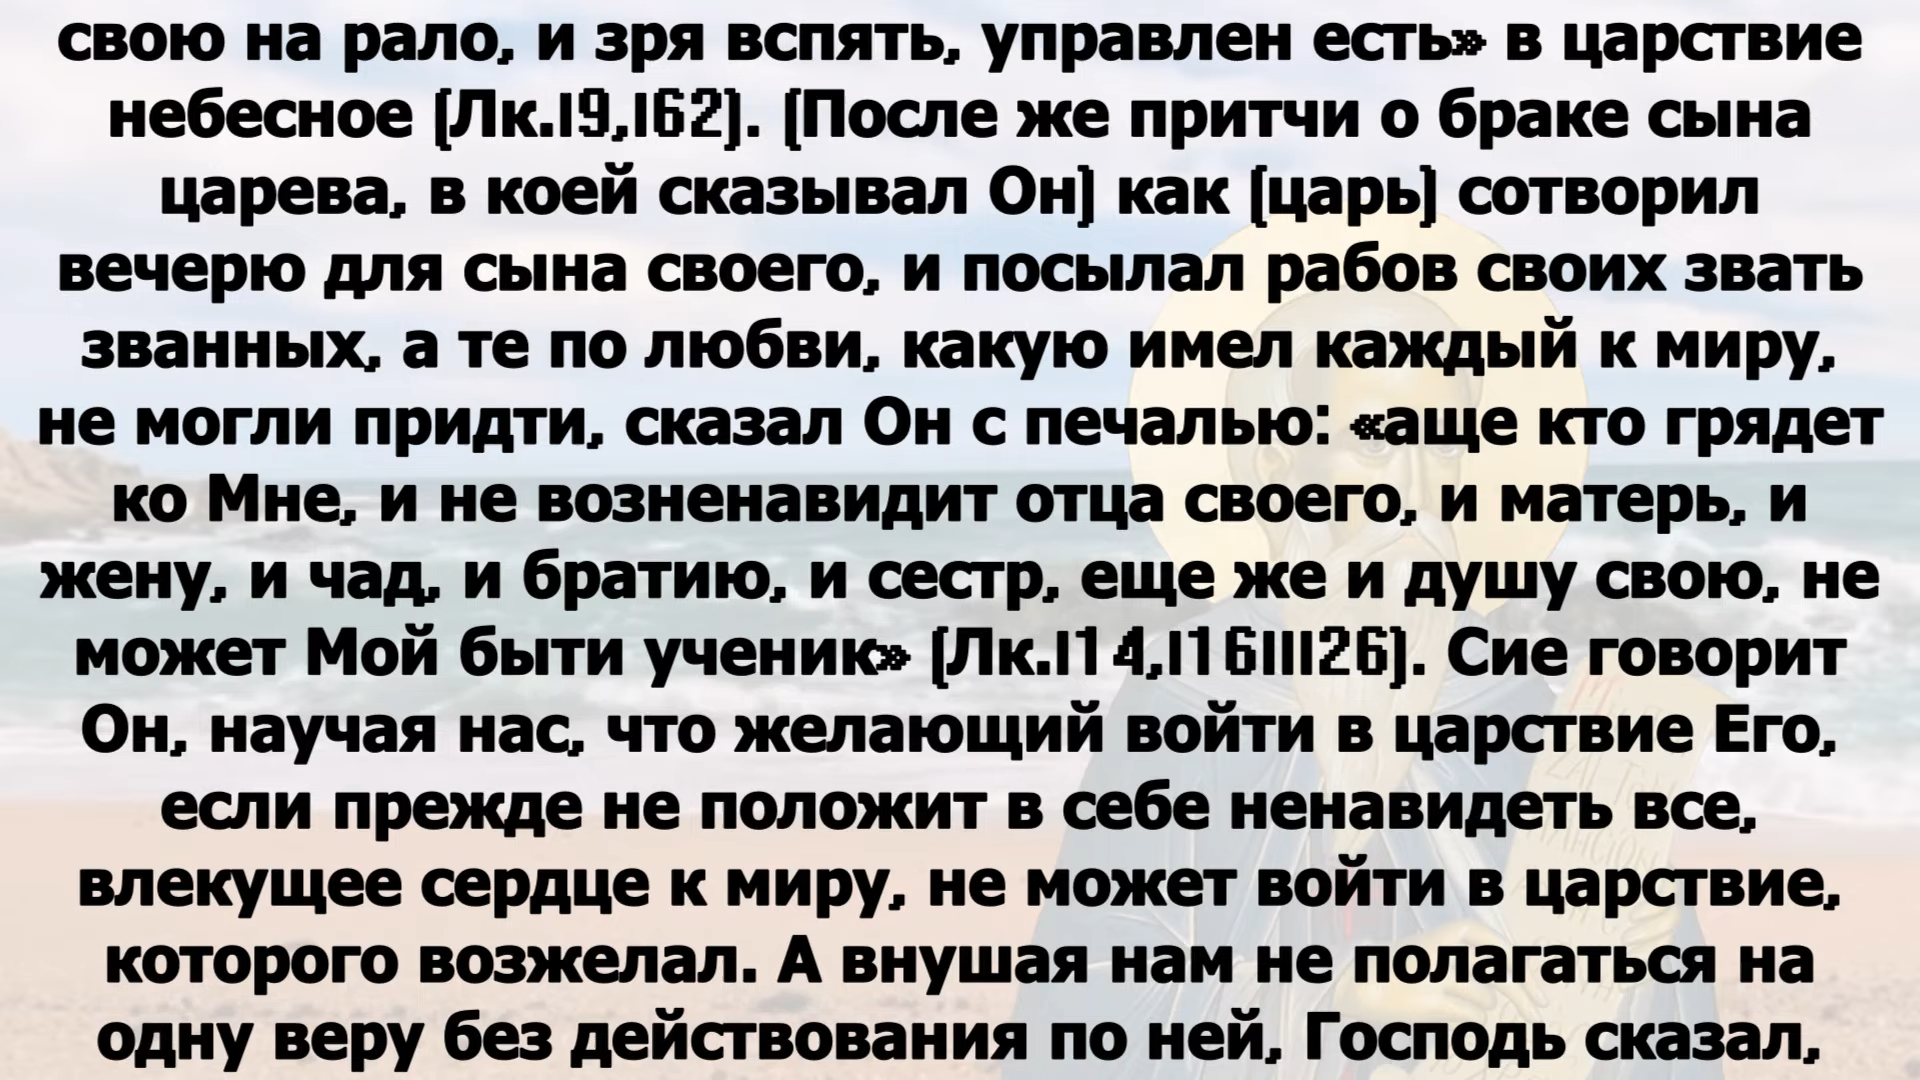 свою на рало, и зря вспять, управлен есть» в царствие
небесное (Лк.I9,I62). (После же притчи о браке сына
царева, в коей сказывал Он) как (царь) сотворил
вечерю для сына своего, и посылал рабов своих звать
званных, а те по любви, какую имел каждый к миру,
не могли придти, сказал Он с печалью: «аще кто грядет
ко Мне, и не возненавидит отца своего, и матерь, и
жену, и чад, и братию, и сестр, еще же и душу свою, не
может Мой быти ученик» (Лк.I14,I16III26). Сие говорит
Он, научая нас, что желающий войти в царствие Его,
если прежде не положит в себе ненавидеть все,
влекущее сердце к миру, не может войти в царствие,
которого возжелал. А внушая нам не полагаться на
одну веру без действования по ней, Господь сказал,